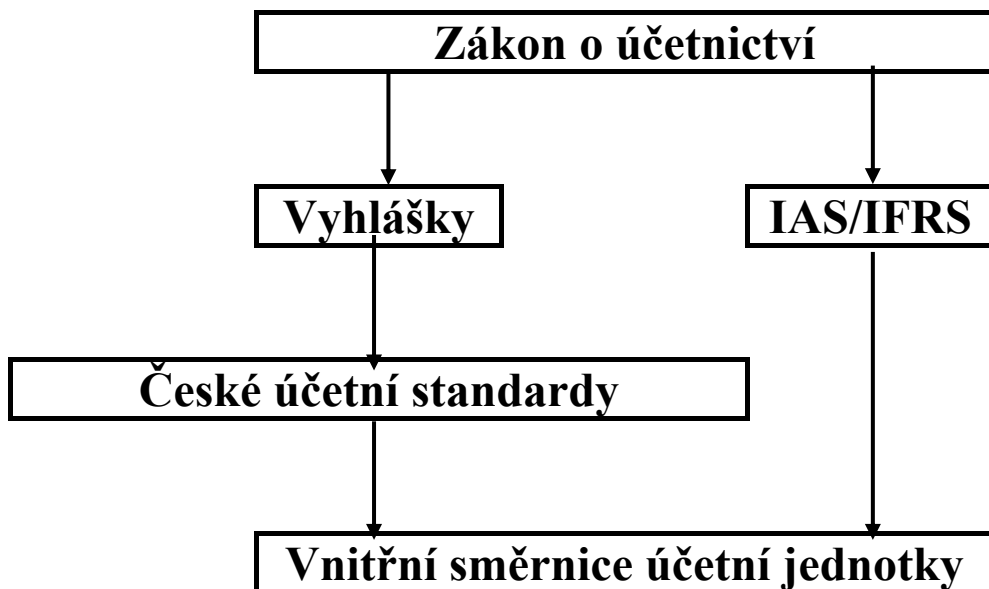 Zákon o účetnictví
Vyhlášky
IAS/IFRS
České účetní standardy
Vnitřní směrnice účetní jednotky